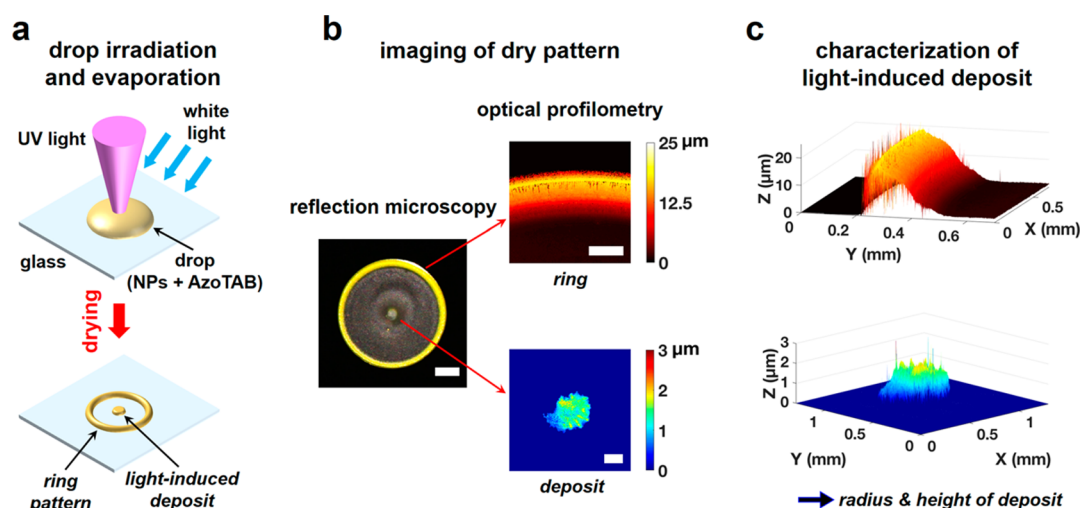 a
drop irradiation
and evaporation
UV light
white
light
glass
drop
(NPs + AzoTAB)
drying
ring
pattern
light-induced
deposit
b
imaging of dry pattern
optical profilometry
reflection microscopy
25 μm
12.5
0
ring
3 μm
2
1
0
deposit
c
characterization of
light-induced deposit
Z (μm)
20
10
0
0
0.2
0.4
0.6
Y (mm)
0
0.5
X (mm)
Z (μm)
3
2
1
0
1
0.5
0
Y (mm)
0
0.5
1
X (mm)
radius & height of deposit